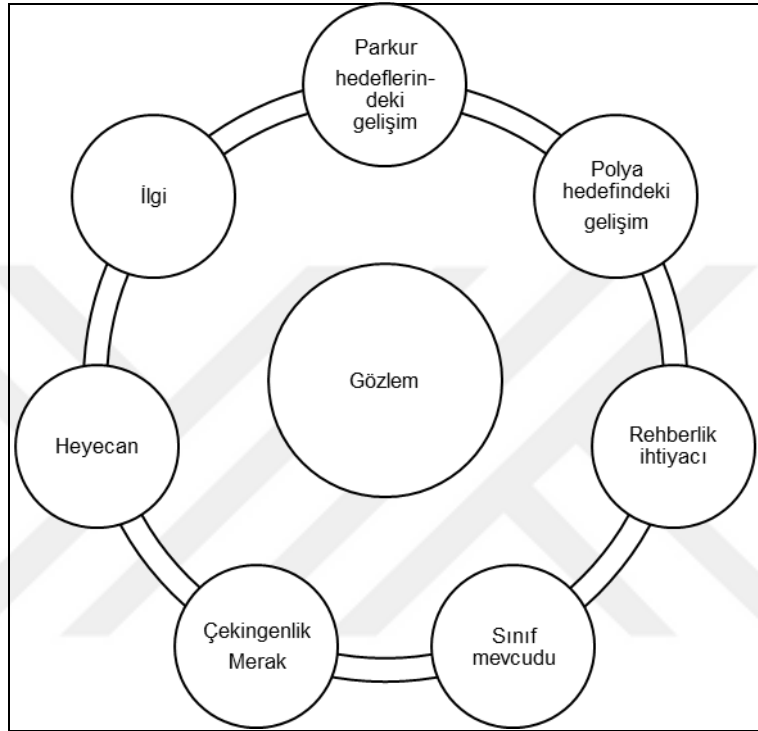 Parkur
hedeflerin-
deki
gelişim
Polya
hedefindeki
gelişim
Rehberlik
ihtiyacı
Sınıf
mevcudu
Çekingenlik
Merak
Heyecan
İlgi
Gözlem